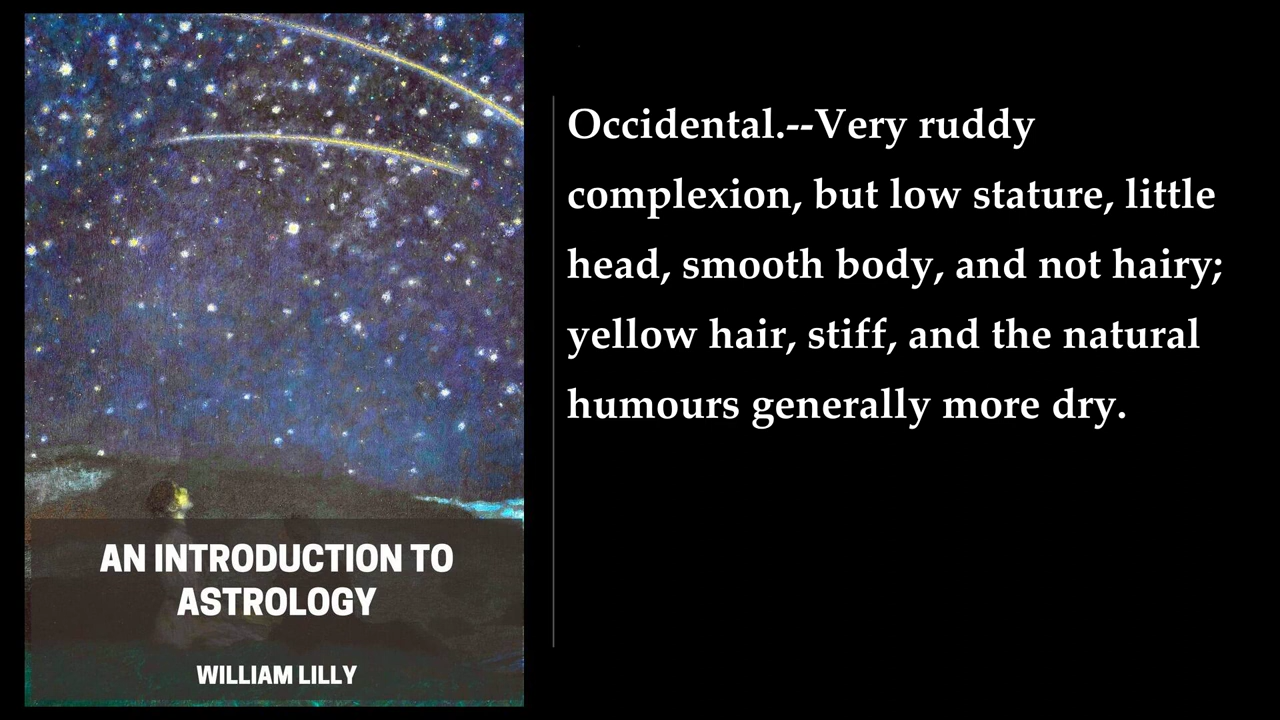 AN INTRODUCTION TO
ASTROLOGY
WILLIAM LILLY
Occidental.--Very ruddy
complexion, but low stature, little
head, smooth body, and not hairy;
yellow hair, stiff, and the natural
humours generally more dry.